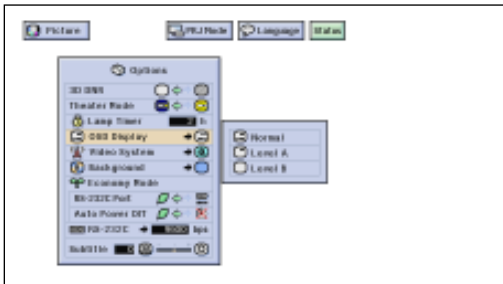 Picture
PRJ Mode
Language
Status
Options
3D DNR
Theater Mode
Lamp Timer h
OSD Display
Normal
Video System
Level A
Background
Level B
Economy Mode
RS-232C Port
Auto Power Off
RS-232C bps
Subtitle